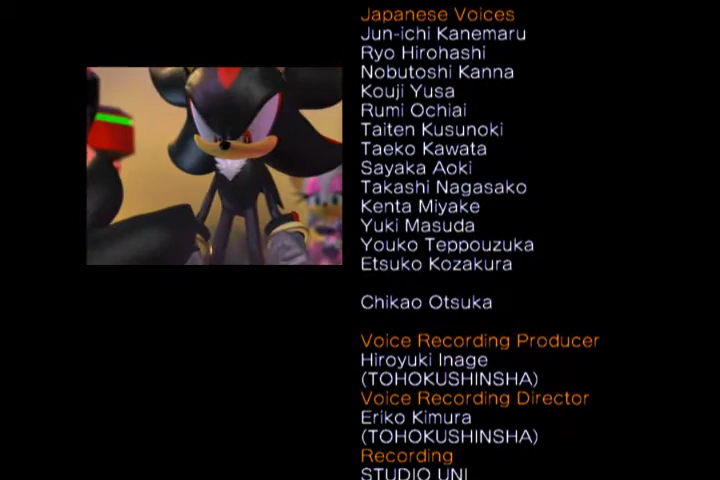 Japanese Voices
Jun-ichi Kanemaru
Ryo Hirohashi
Nobutoshi Kanna
Kouji Yusa
Rumi Ochiai
Taiten Kusunoki
Taeko Kawata
Sayaka Aoki
Takashi Nagasako
Kenta Miyake
Yuki Masuda
Youko Teppouzuka
Etsuko Kozakura
Chikao Otsuka
Voice Recording Producer
Hiroyuki Inage
(TOHOKUSHINSHA)
Voice Recording Director
Eriko Kimura
(TOHOKUSHINSHA)
Recording
STUDIO UNI